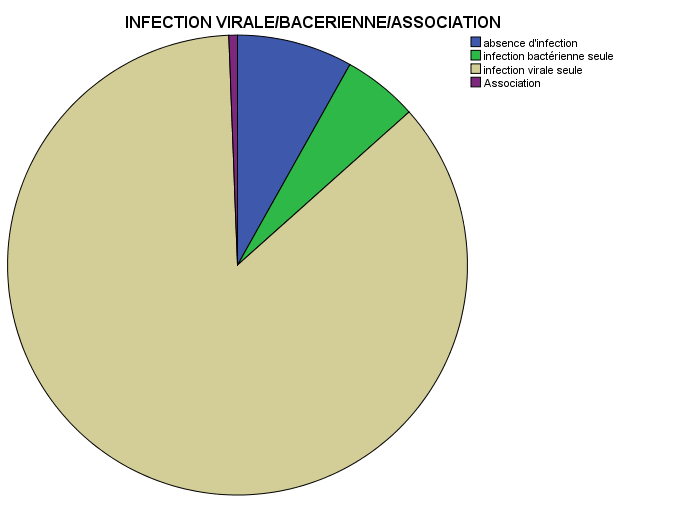 INFECTION VIRALE/BACERIENNE/ASSOCIATION
absence d'infection
infection bactérienne seule
infection virale seule
Association